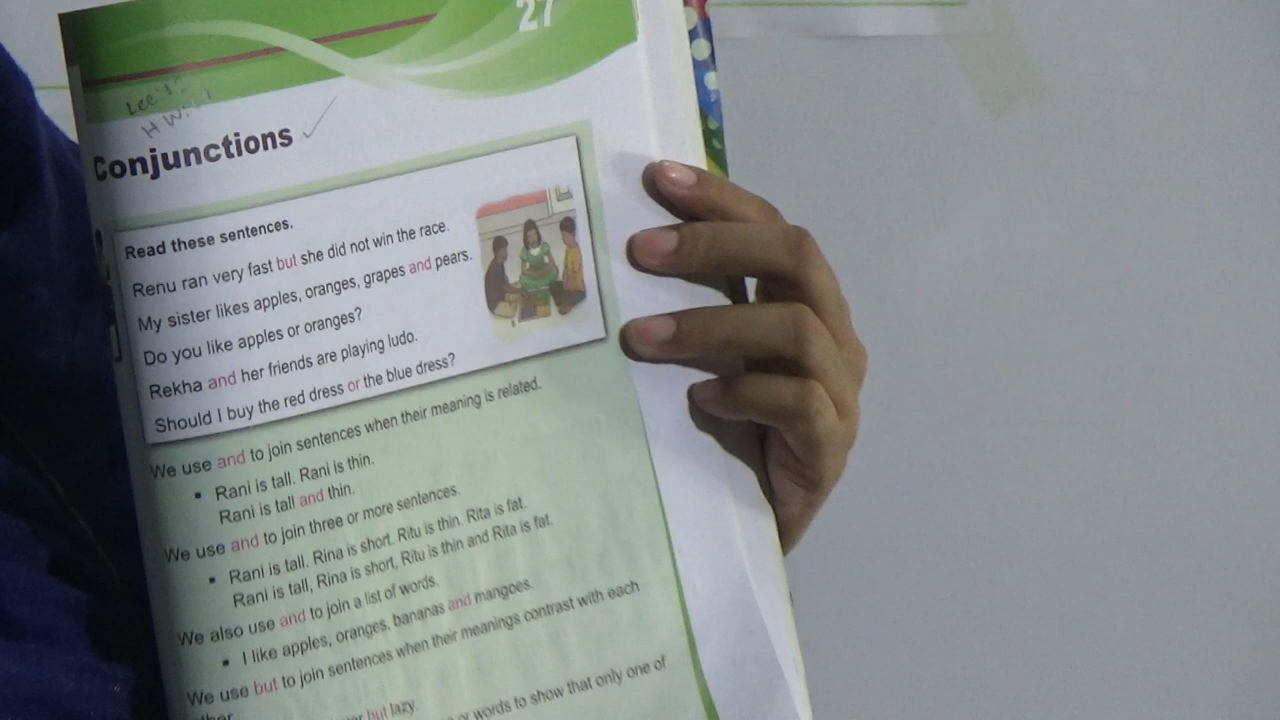 27
H W
Conjunctions
Read these sentences.
Renu ran very fast but she did not win the race.
My sister likes apples, oranges, grapes and pears.
Do you like apples or oranges?
Rekha and her friends are playing ludo.
Should I buy the red dress or the blue dress?
We use and to join sentences when their meaning is related.
▪ Rani is tall. Rani is thin.
Rani is tall and thin.
We use and to join three or more sentences.
▪ Rani is tall. Rina is short. Ritu is thin. Rita is fat.
Rani is tall, Rina is short, Ritu is thin and Rita is fat.
We also use and to join a list of words.
▪ I like apples, oranges, bananas and mangoes.
We use but to join sentences when their meanings contrast with each
but lazy.
or words to show that only one of